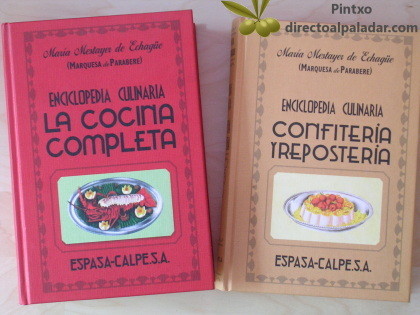 Pintxo
directoalpaladar.com
María Mestayer de Echagüe
(MARQUESA de PARABERE)
ENCICLOPEDIA CULINARIA
LA COCINA
COMPLETA
ESPASA-CALPE.S.A.
María Mestayer de Echagüe
(MARQUESA de PARABERE)
ENCICLOPEDIA CULINARIA
CONFITERÍA
Y REPOSTERÍA
ESPASA-CALPE.S.A.